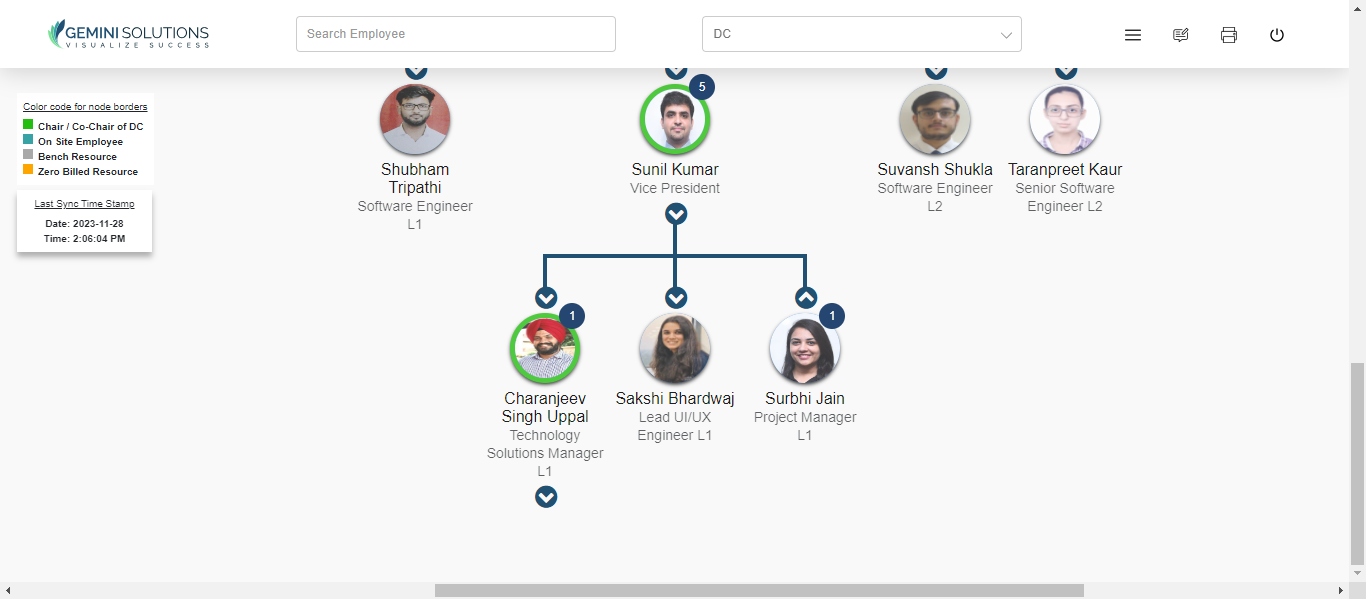 GEMINI SOLUTIONS
VISUALIZE SUCCESS
Search Employee
DC
Color code for node borders
Chair / Co-Chair of DC
On Site Employee
Bench Resource
Zero Billed Resource
Last Sync Time Stamp
Date: 2023-11-28
Time: 2:06:04 PM
Shubham
Tripathi
Software Engineer
L1
5
Sunil Kumar
Vice President
Suvansh Shukla
Software Engineer
L2
Taranpreet Kaur
Senior Software
Engineer L2
1
Charanjeev
Singh Uppal
Technology
Solutions Manager
L1
Sakshi Bhardwaj
Lead UI/UX
Engineer L1
1
Surbhi Jain
Project Manager
L1